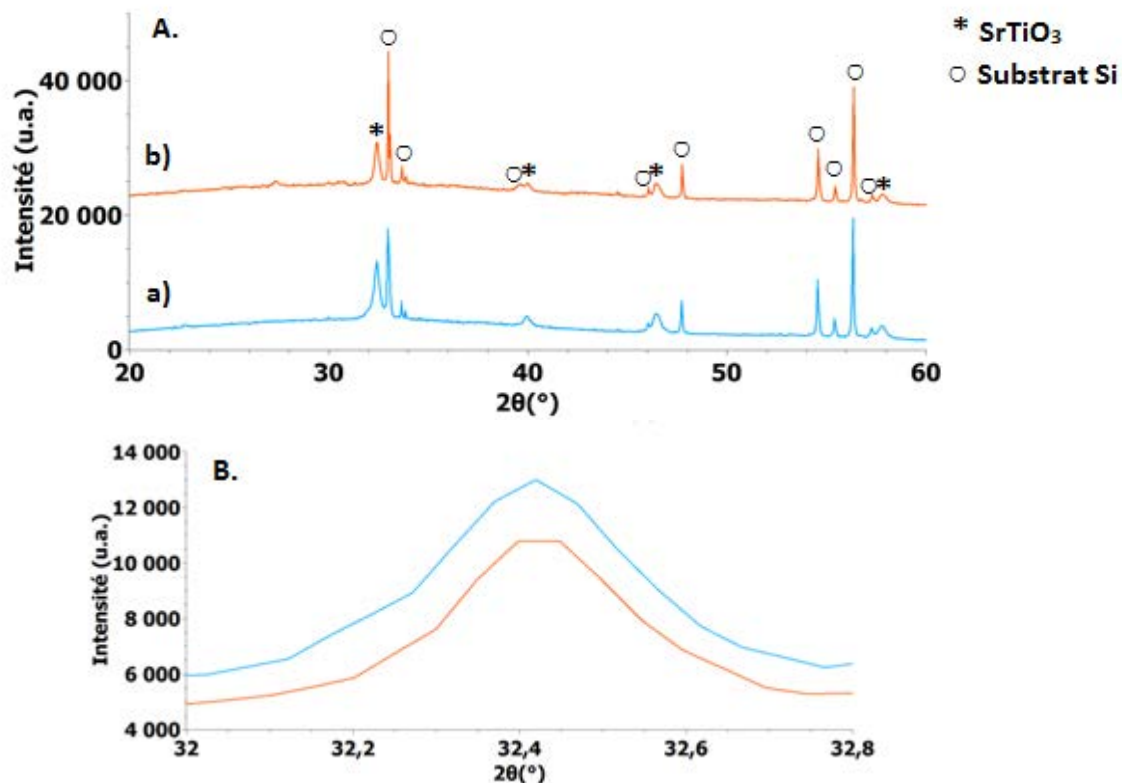 A.
* SrTiO₃
○ Substrat Si
Intensité (u.a.)
40 000
20 000
0
b)
a)
* * * *
20 30 40 50 60
2θ(°)
B.
Intensité (u.a.)
14 000
12 000
10 000
8 000
6 000
4 000
32 32,2 32,4 32,6 32,8
2θ(°)